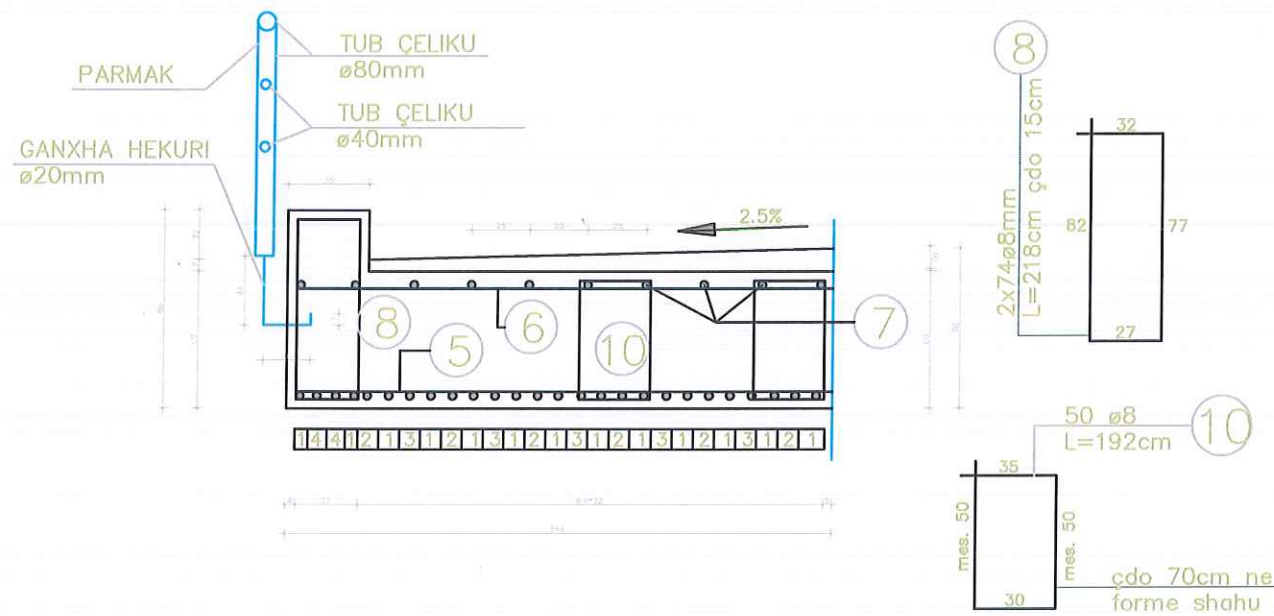 TUB ÇELIKU
ø80mm
PARMAK
TUB ÇELIKU
ø40mm
GANXHA HEKURI
ø20mm
25 25 25
2.5%
8
2x74ø8mm
L=218cm çdo 15cm
32
82
77
27
8
5
6
10
7
1 4 4 1 2 1 3 1 2 1 3 1 2 1 3 1 2 1 3 1 2 1 3 1 2 1
50 ø8
L=192cm
10
35
mes. 50
mes. 50
30
çdo 70cm ne
forme shahu